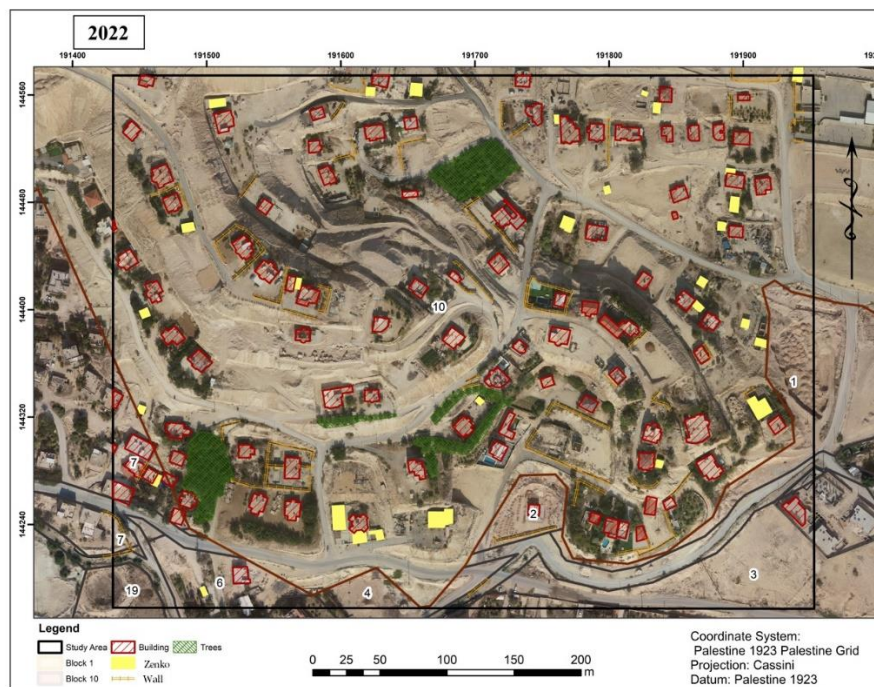 2022
191400 191500 191600 191700 191800 191900
144560
144480
144400
144320
144240
10
1
7
7
2
19
6
4
3
Legend
Study Area Building Trees
Block 1 Zenko
Block 10 Wall
0 50 100 150 200
m
Coordinate System:
Palestine 1923 Palestine Grid
Projection: Cassini
Datum: Palestine 1923